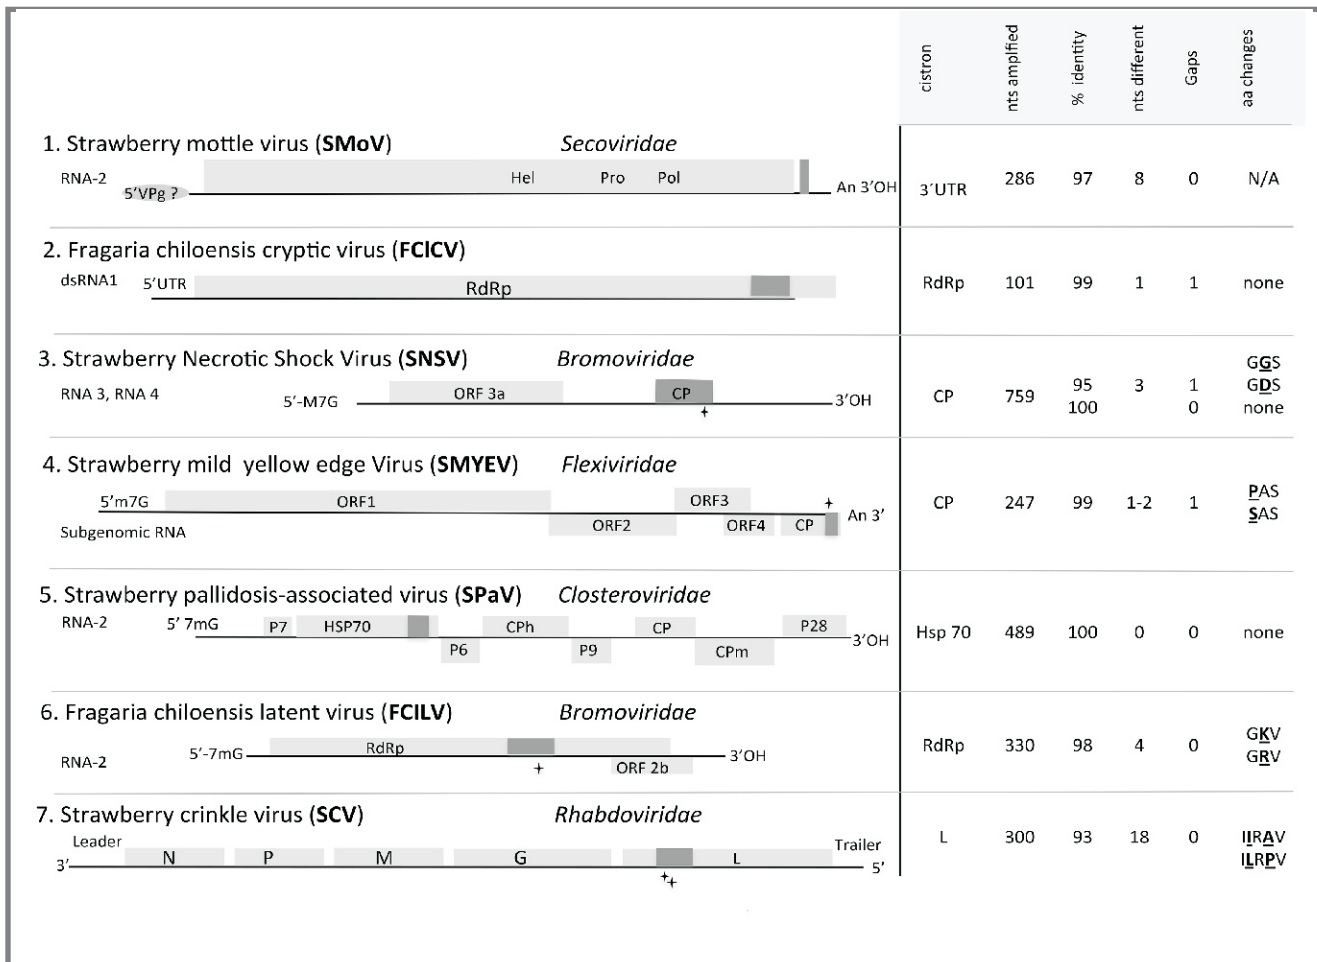 cistron nts amplfied % identity nts different Gaps aa changes
1. Strawberry mottle virus (SMoV) Secoviridae
RNA-2 5'VPg ? Hel Pro Pol An 3'OH 3'UTR 286 97 8 0 N/A
2. Fragaria chiloensis cryptic virus (FClCV)
dsRNA1 5'UTR RdRp RdRp 101 99 1 1 none
3. Strawberry Necrotic Shock Virus (SNSV) Bromoviridae
GGS
RNA 3, RNA 4 5'-M7G ORF 3a CP 3'OH CP 759 95 3 1 GDS
100 0 none
4. Strawberry mild yellow edge Virus (SMYEV) Flexiviridae
5'm7G ORF1 ORF3 An 3' CP 247 99 1-2 1 PAS
SAS
Subgenomic RNA ORF2 ORF4 CP
5. Strawberry pallidosis-associated virus (SPaV) Closteroviridae
RNA-2 5' 7mG P7 HSP70 CPh CP P28 3'OH Hsp 70 489 100 0 0 none
P6 P9 CPm
6. Fragaria chiloensis latent virus (FClLV) Bromoviridae
GKV
5'-7mG RdRp 3'OH RdRp 330 98 4 0 GRV
RNA-2 ORF 2b
7. Strawberry crinkle virus (SCV) Rhabdoviridae
Leader Trailer L 300 93 18 0 IIRAV
3' N P M G L 5' ILRPV